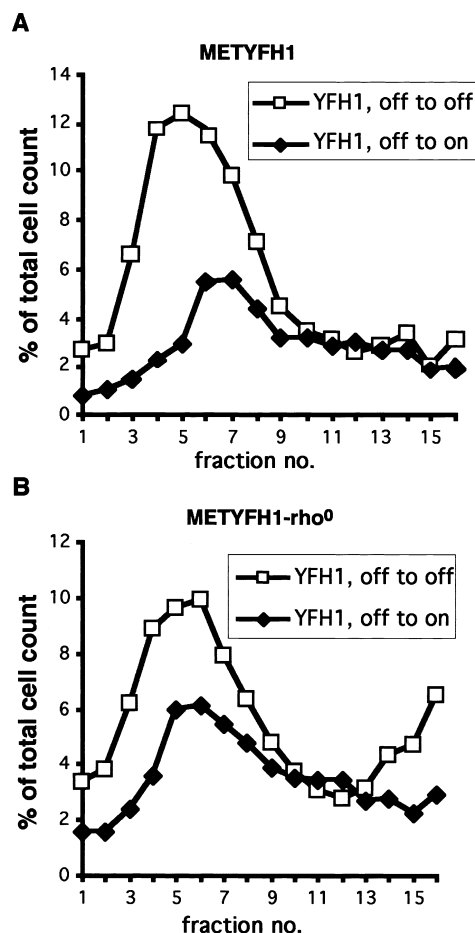 A
METYFH1
14
12
10
8
6
4
2
0
% of total cell count
YFH1, off to off
YFH1, off to on
1 3 5 7 9 11 13 15
fraction no.
B
METYFH1-rho⁰
12
10
8
6
4
2
0
% of total cell count
YFH1, off to off
YFH1, off to on
1 3 5 7 9 11 13 15
fraction no.